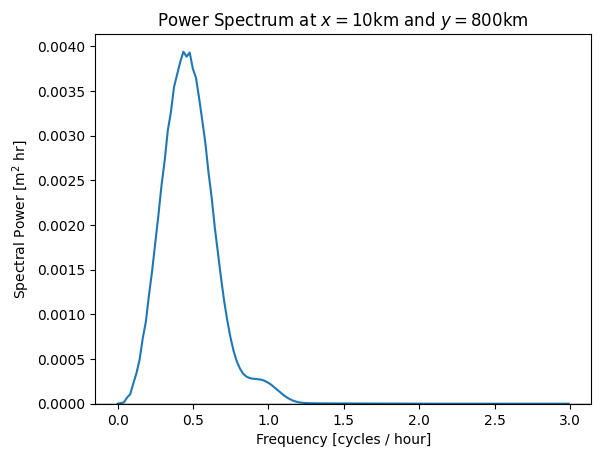 Power Spectrum at x = 10km and y = 800km
Spectral Power [m² hr]
0.0040
0.0035
0.0030
0.0025
0.0020
0.0015
0.0010
0.0005
0.0000
0.0 0.5 1.0 1.5 2.0 2.5 3.0
Frequency [cycles / hour]